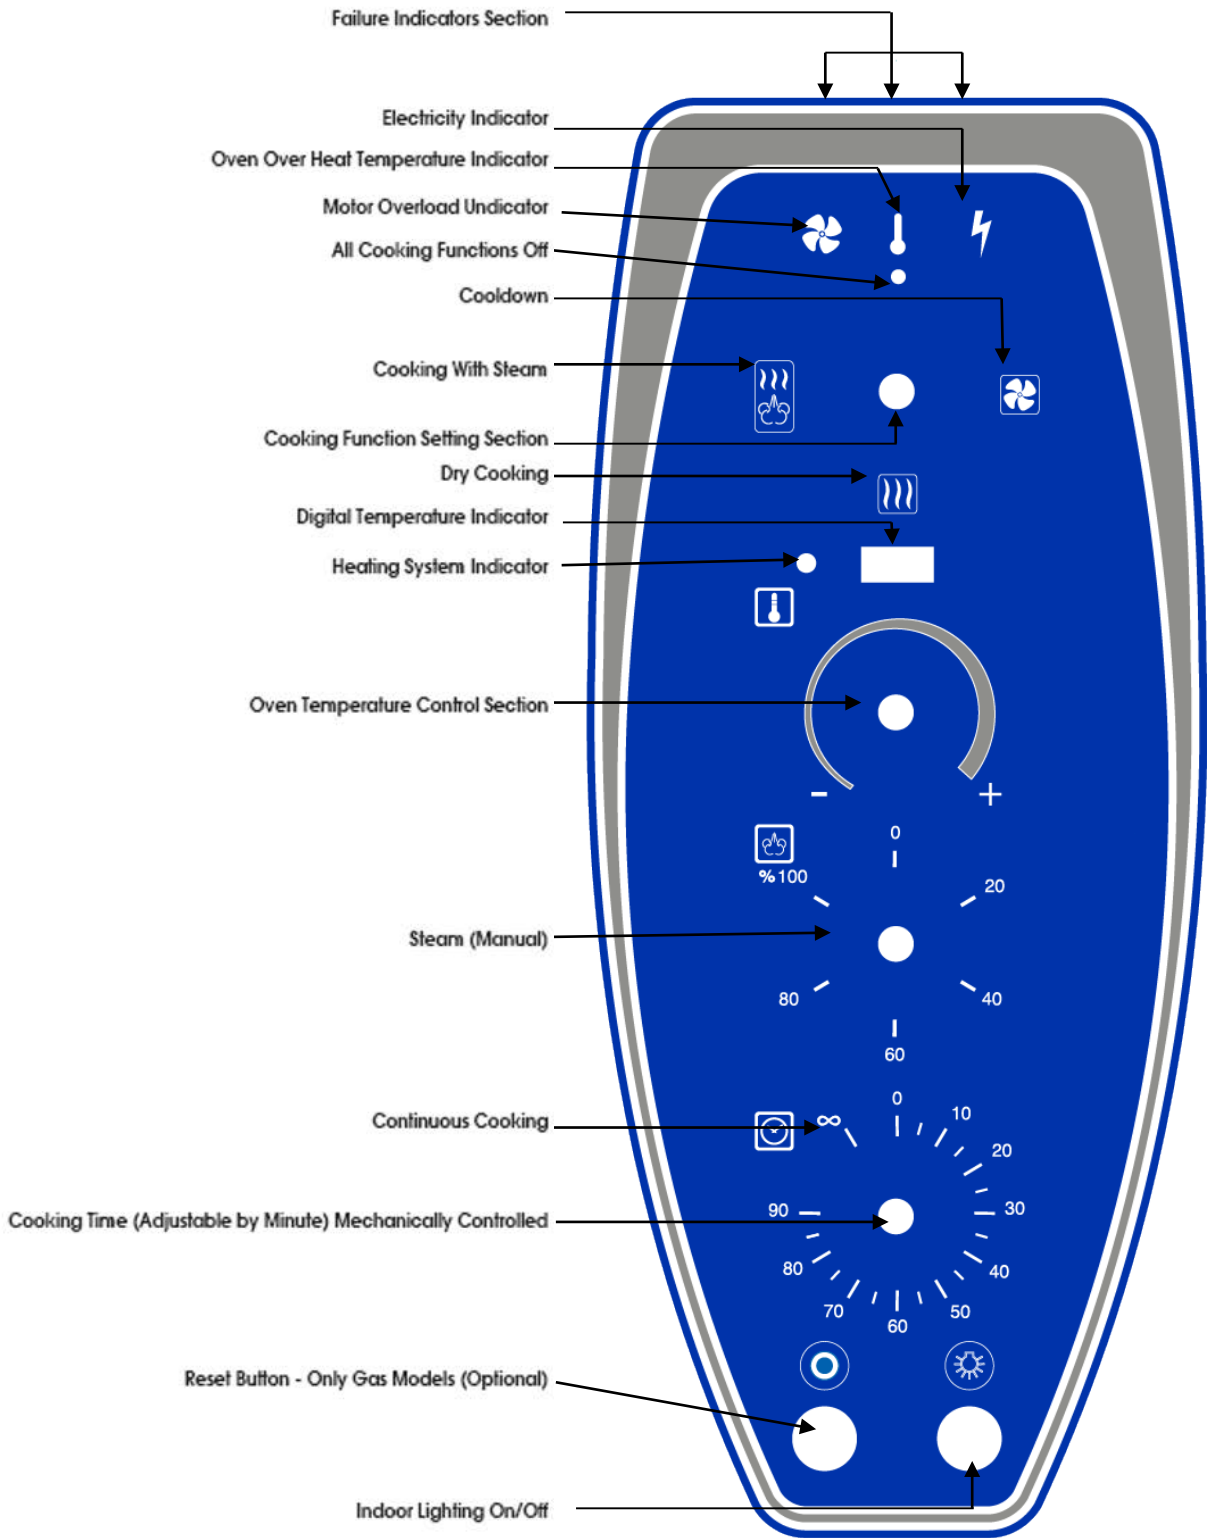 Failure Indicators Section
Electricity Indicator
Oven Over Heat Temperature Indicator
Motor Overload Undicator
All Cooking Functions Off
Cooldown
Cooking With Steam
Cooking Function Setting Section
Dry Cooking
Digital Temperature Indicator
Heating System Indicator
Oven Temperature Control Section
- +
0
%100
20
Steam (Manual)
80
40
60
0
10
Continuous Cooking
∞
20
Cooking Time (Adjustable by Minute) Mechanically Controlled
90
30
80
40
70
50
60
Reset Button - Only Gas Models (Optional)
Indoor Lighting On/Off